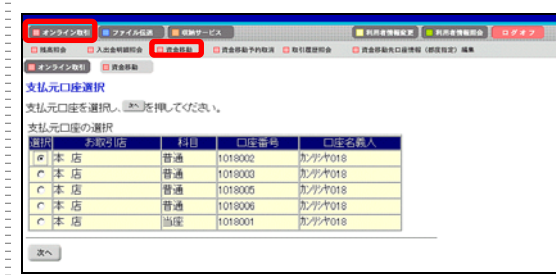 オンライン取引 ファイル伝送 収納サービス 利用者情報変更 利用者情報照会 ログオフ
残高照会 入出金明細照会 資金移動 資金移動予約取消 取引履歴照会 資金移動先口座情報(都度指定)編集
オンライン取引 資金移動
支払元口座選択
支払元口座を選択し、次へを押してください。
支払元口座の選択
選択 お取引店 科目 口座番号 口座名義人
本 店 普通 1018002 カンリシヤ018
本 店 普通 1018003 カンリシヤ018
本 店 普通 1018005 カンリシヤ018
本 店 普通 1018006 カンリシヤ018
本 店 当座 1018001 カンリシヤ018
次へ